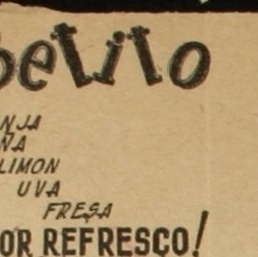 betito
NJA
ÑA
LIMON
UVA
FRESA
OR REFRESCO!